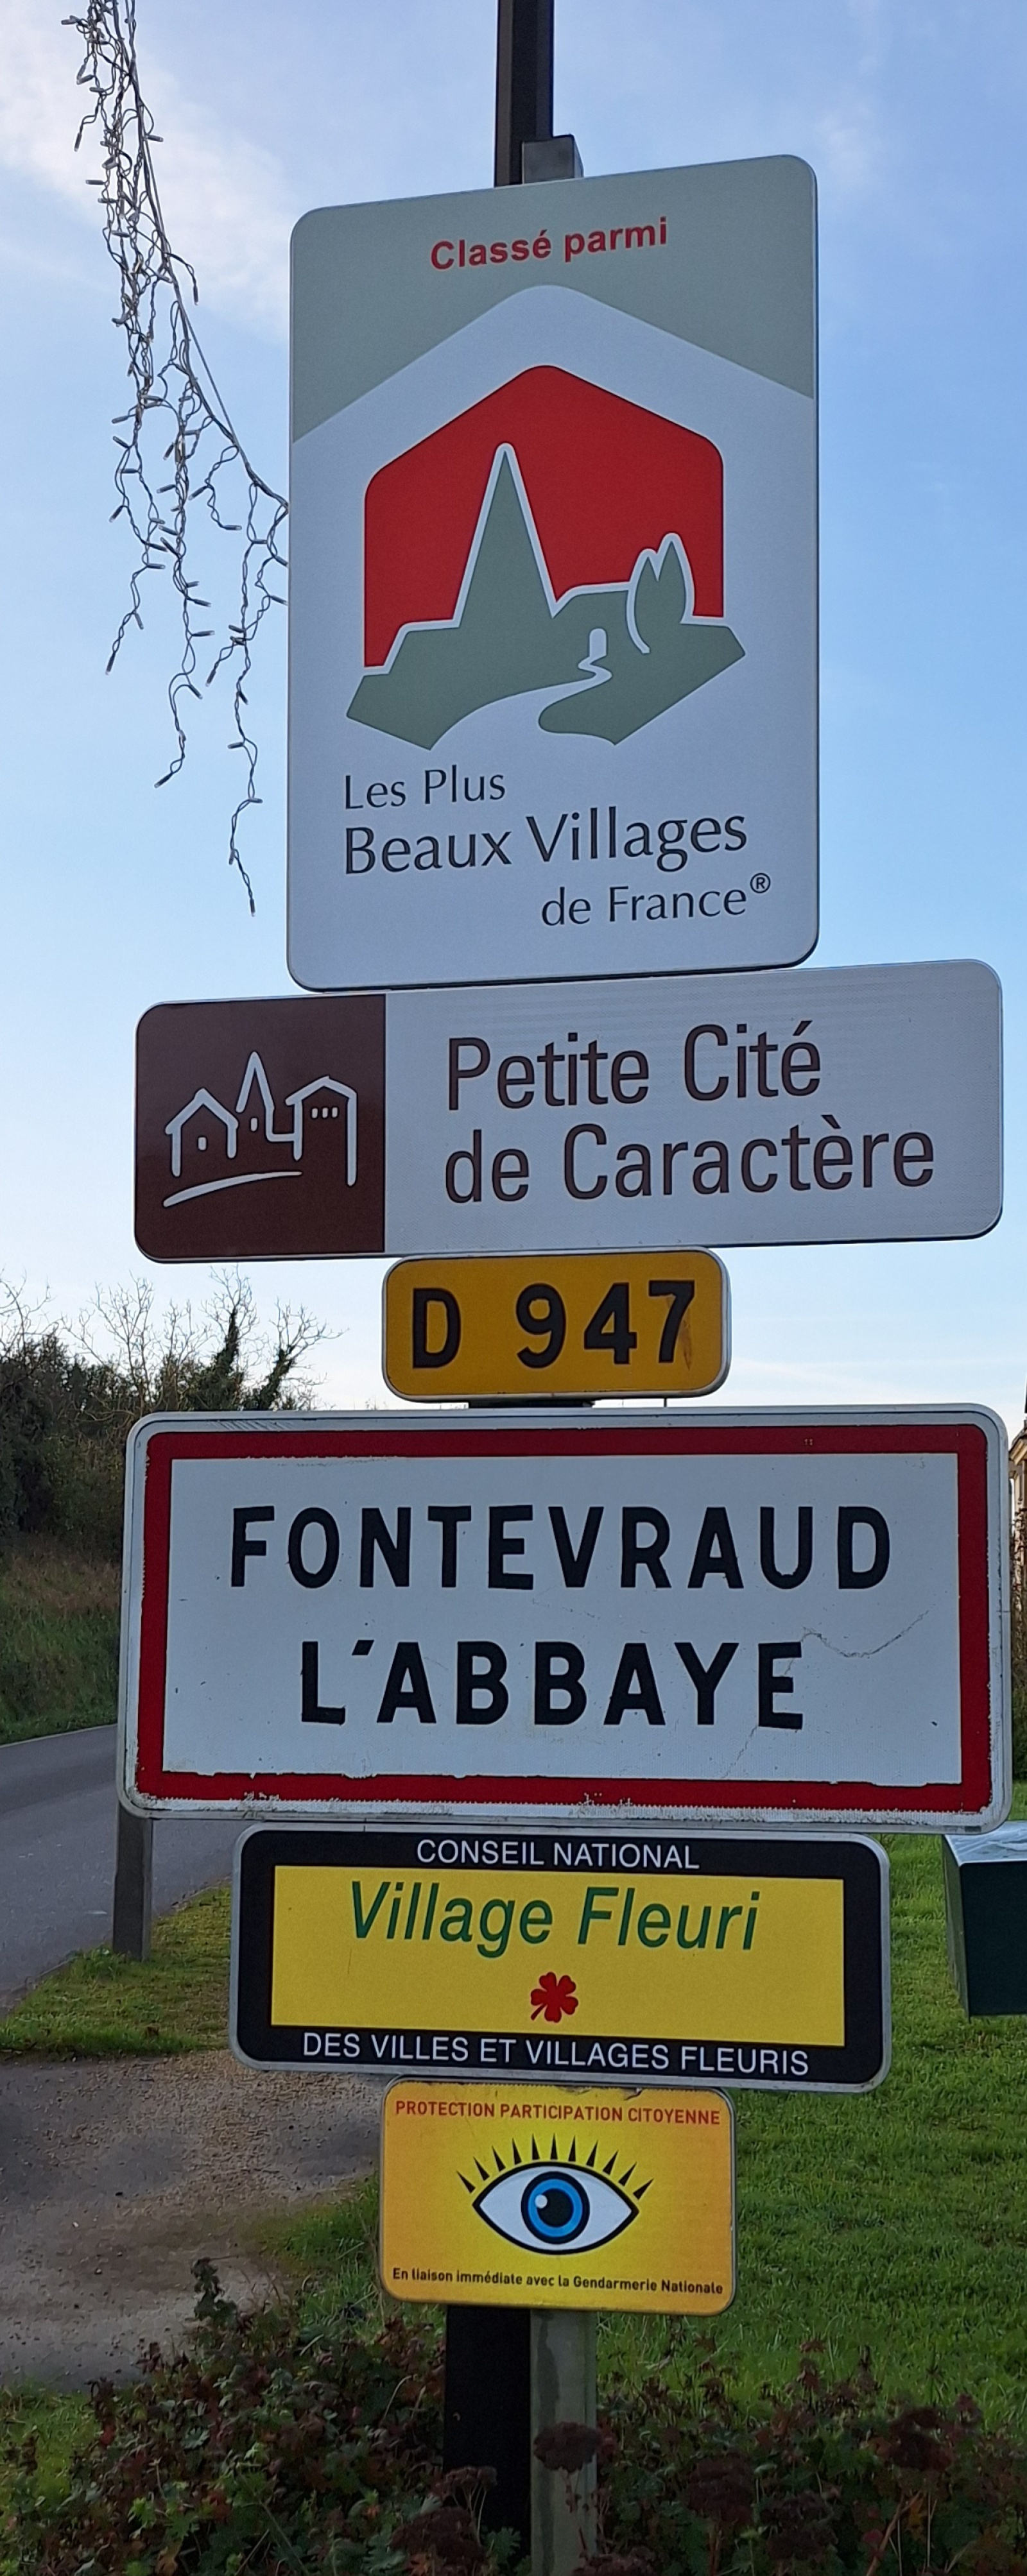 Classé parmi
Les Plus
Beaux Villages
de France®
Petite Cité
de Caractère
D 947
FONTEVRAUD
L'ABBAYE
CONSEIL NATIONAL
Village Fleuri
DES VILLES ET VILLAGES FLEURIS
PROTECTION PARTICIPATION CITOYENNE
En liaison immédiate avec la Gendarmerie Nationale